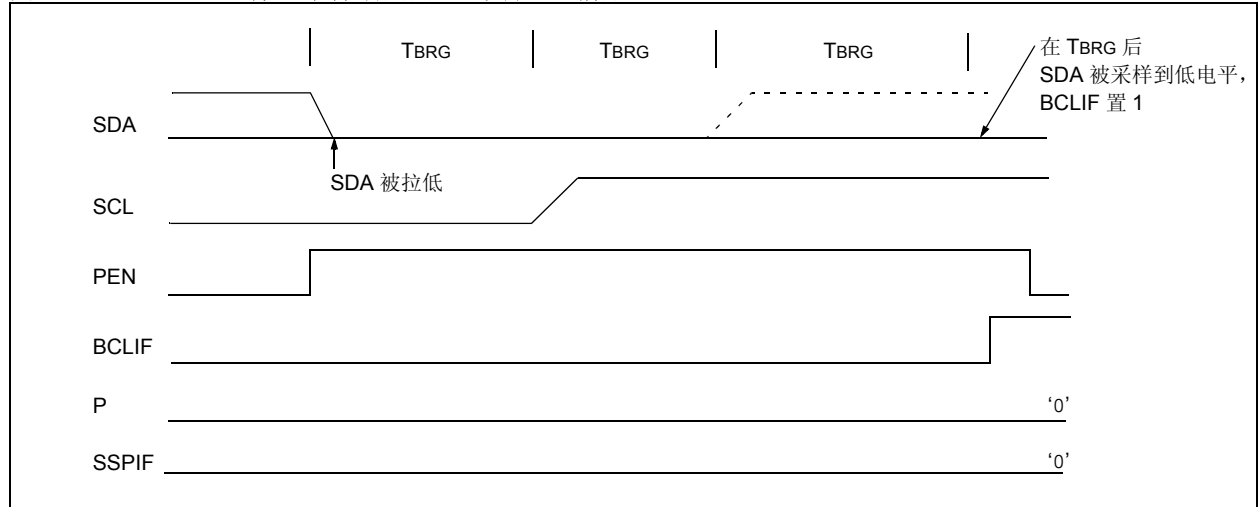 TBRG TBRG TBRG
在 TBRG 后
SDA 被采样到低电平，
BCLIF 置 1
SDA
SDA 被拉低
SCL
PEN
BCLIF
P ‘0’
SSPIF ‘0’